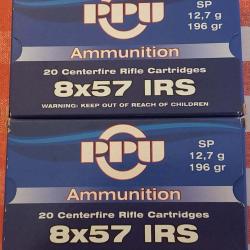 PPU
SP
12,7 g
196 gr
Ammunition
20 Centerfire Rifle Cartridges
8x57 IRS
WARNING: KEEP OUT OF REACH OF CHILDREN
PPU
SP
12,7 g
196 gr
Ammunition
20 Centerfire Rifle Cartridges
8x57 IRS